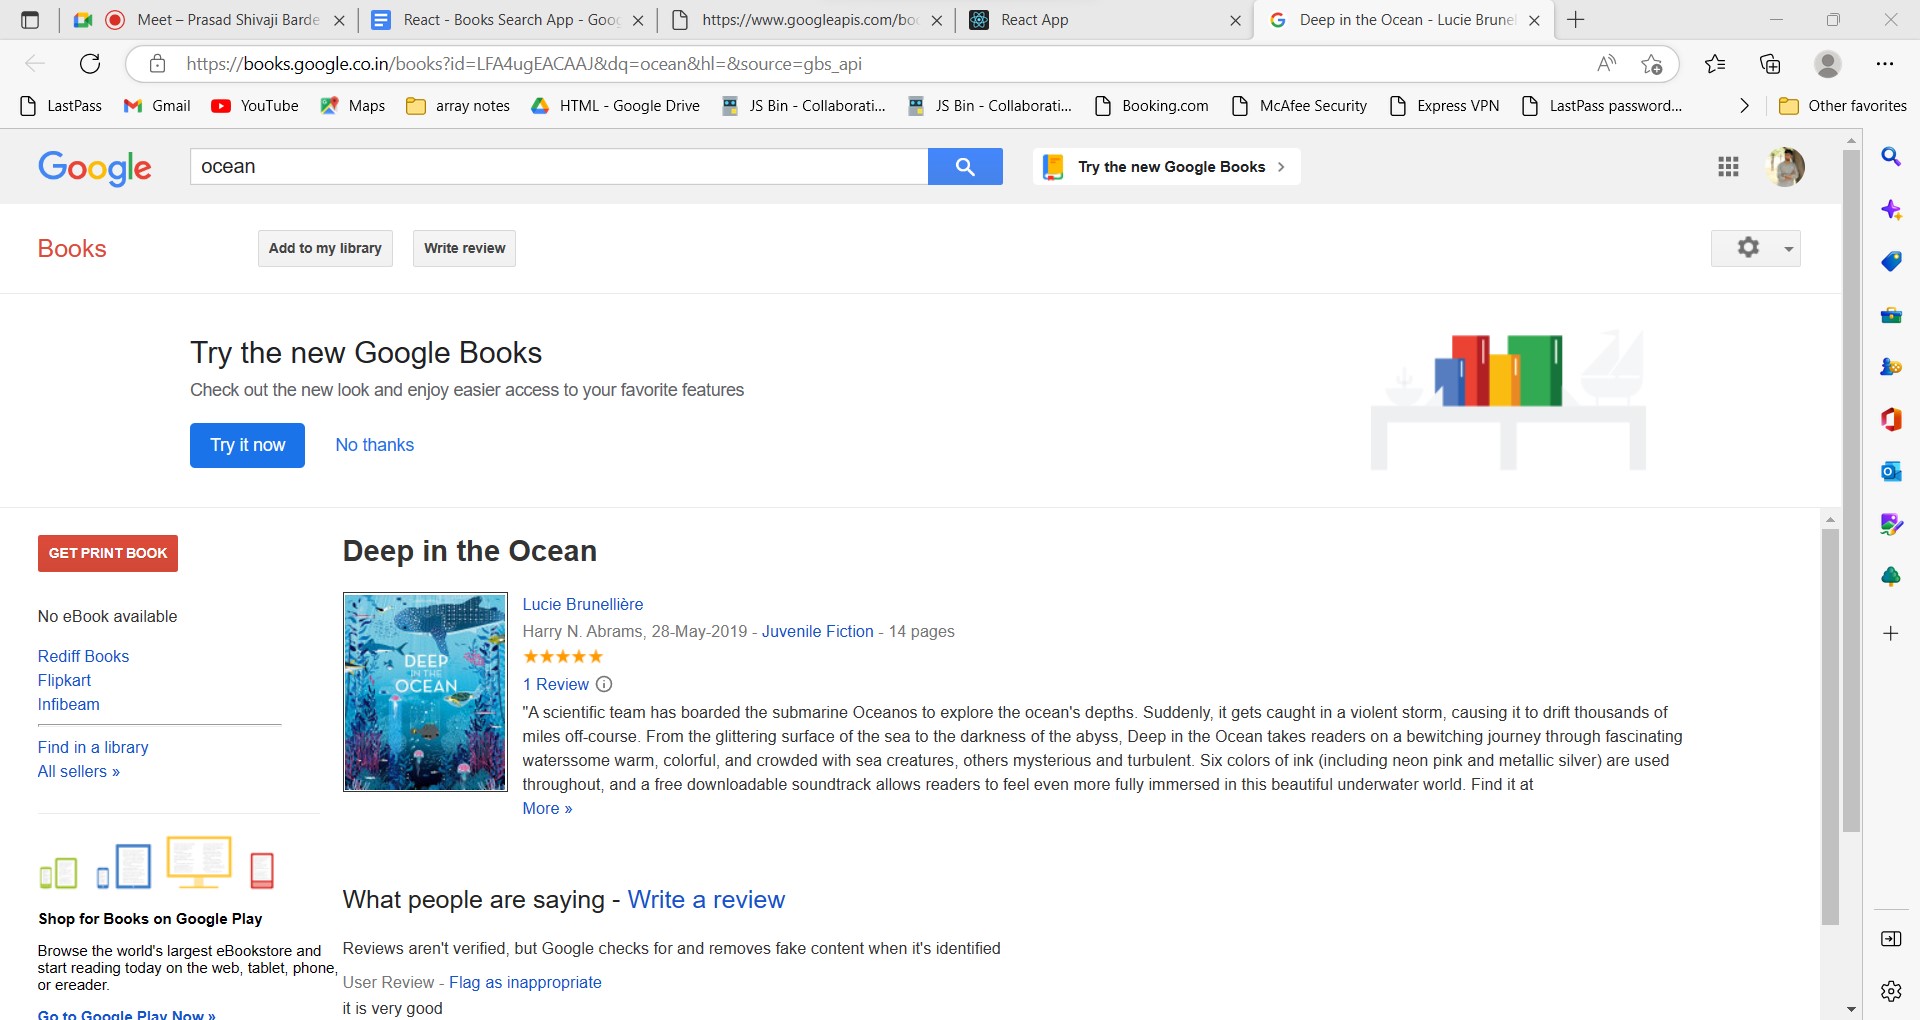 Meet – Prasad Shivaji Barde
React - Books Search App - Goog
https://www.googleapis.com/boo
React App
Deep in the Ocean - Lucie Brunel
https://books.google.co.in/books?id=LFA4ugEACAAJ&dq=ocean&hl=&source=gbs_api
LastPass
Gmail
YouTube
Maps
array notes
HTML - Google Drive
JS Bin - Collaborati...
JS Bin - Collaborati...
Booking.com
McAfee Security
Express VPN
LastPass password...
Other favorites
Google
ocean
Try the new Google Books
Books
Add to my library
Write review
Try the new Google Books
Check out the new look and enjoy easier access to your favorite features
Try it now
No thanks
GET PRINT BOOK
No eBook available
Rediff Books
Flipkart
Infibeam
Find in a library
All sellers »
Shop for Books on Google Play
Browse the world's largest eBookstore and
start reading today on the web, tablet, phone,
or ereader.
Go to Google Play Now »
Deep in the Ocean
DEEP
IN THE
OCEAN
Lucie Brunellière
Harry N. Abrams, 28-May-2019 - Juvenile Fiction - 14 pages
1 Review
"A scientific team has boarded the submarine Oceanos to explore the ocean's depths. Suddenly, it gets caught in a violent storm, causing it to drift thousands of
miles off-course. From the glittering surface of the sea to the darkness of the abyss, Deep in the Ocean takes readers on a bewitching journey through fascinating
waterssome warm, colorful, and crowded with sea creatures, others mysterious and turbulent. Six colors of ink (including neon pink and metallic silver) are used
throughout, and a free downloadable soundtrack allows readers to feel even more fully immersed in this beautiful underwater world. Find it at
More »
What people are saying - Write a review
Reviews aren't verified, but Google checks for and removes fake content when it's identified
User Review - Flag as inappropriate
it is very good